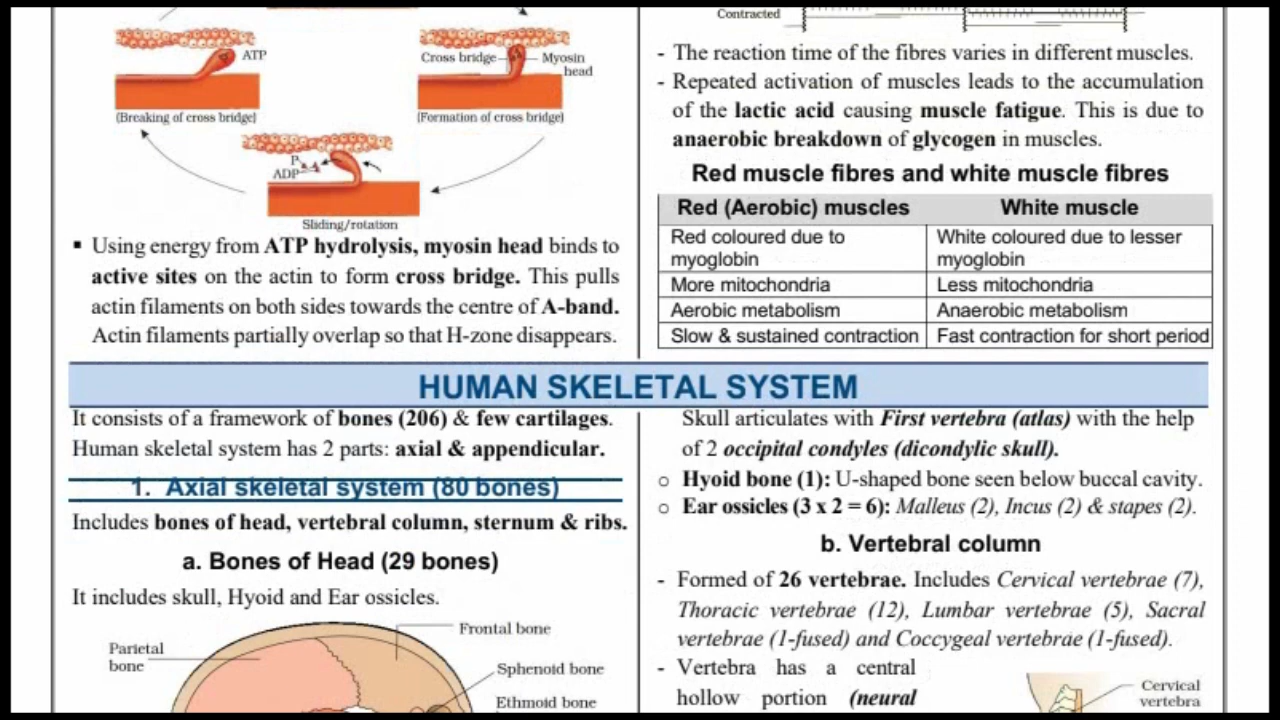 ATP
(Breaking of cross bridge)
Cross bridge
Myosin
head
(Formation of cross bridge)
P
ADP
Sliding/rotation
▪ Using energy from ATP hydrolysis, myosin head binds to
active sites on the actin to form cross bridge. This pulls
actin filaments on both sides towards the centre of A-band.
Actin filaments partially overlap so that H-zone disappears.
Contracted
- The reaction time of the fibres varies in different muscles.
- Repeated activation of muscles leads to the accumulation
of the lactic acid causing muscle fatigue. This is due to
anaerobic breakdown of glycogen in muscles.
Red muscle fibres and white muscle fibres
Red (Aerobic) muscles White muscle
Red coloured due to myoglobin White coloured due to lesser myoglobin
More mitochondria Less mitochondria
Aerobic metabolism Anaerobic metabolism
Slow & sustained contraction Fast contraction for short period
HUMAN SKELETAL SYSTEM
It consists of a framework of bones (206) & few cartilages.
Human skeletal system has 2 parts: axial & appendicular.
1. Axial skeletal system (80 bones)
Includes bones of head, vertebral column, sternum & ribs.
a. Bones of Head (29 bones)
It includes skull, Hyoid and Ear ossicles.
Parietal
bone
Frontal bone
Sphenoid bone
Ethmoid bone
Skull articulates with First vertebra (atlas) with the help
of 2 occipital condyles (dicondylic skull).
o Hyoid bone (1): U-shaped bone seen below buccal cavity.
o Ear ossicles (3 x 2 = 6): Malleus (2), Incus (2) & stapes (2).
b. Vertebral column
- Formed of 26 vertebrae. Includes Cervical vertebrae (7),
Thoracic vertebrae (12), Lumbar vertebrae (5), Sacral
vertebrae (1-fused) and Coccygeal vertebrae (1-fused).
- Vertebra has a central
hollow portion (neural
Cervical
vertebra